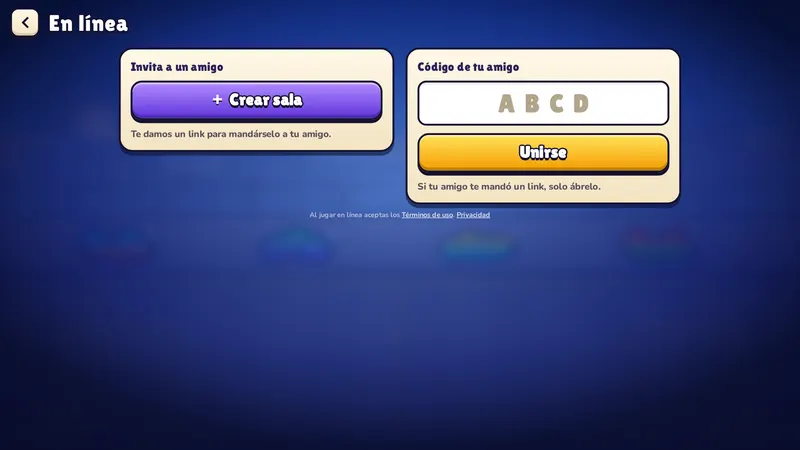 En línea
Invita a un amigo
+ Crear sala
Te damos un link para mandárselo a tu amigo.
Código de tu amigo
A B C D
Unirse
Si tu amigo te mandó un link, solo ábrelo.
Al jugar en línea aceptas los Términos de uso. Privacidad